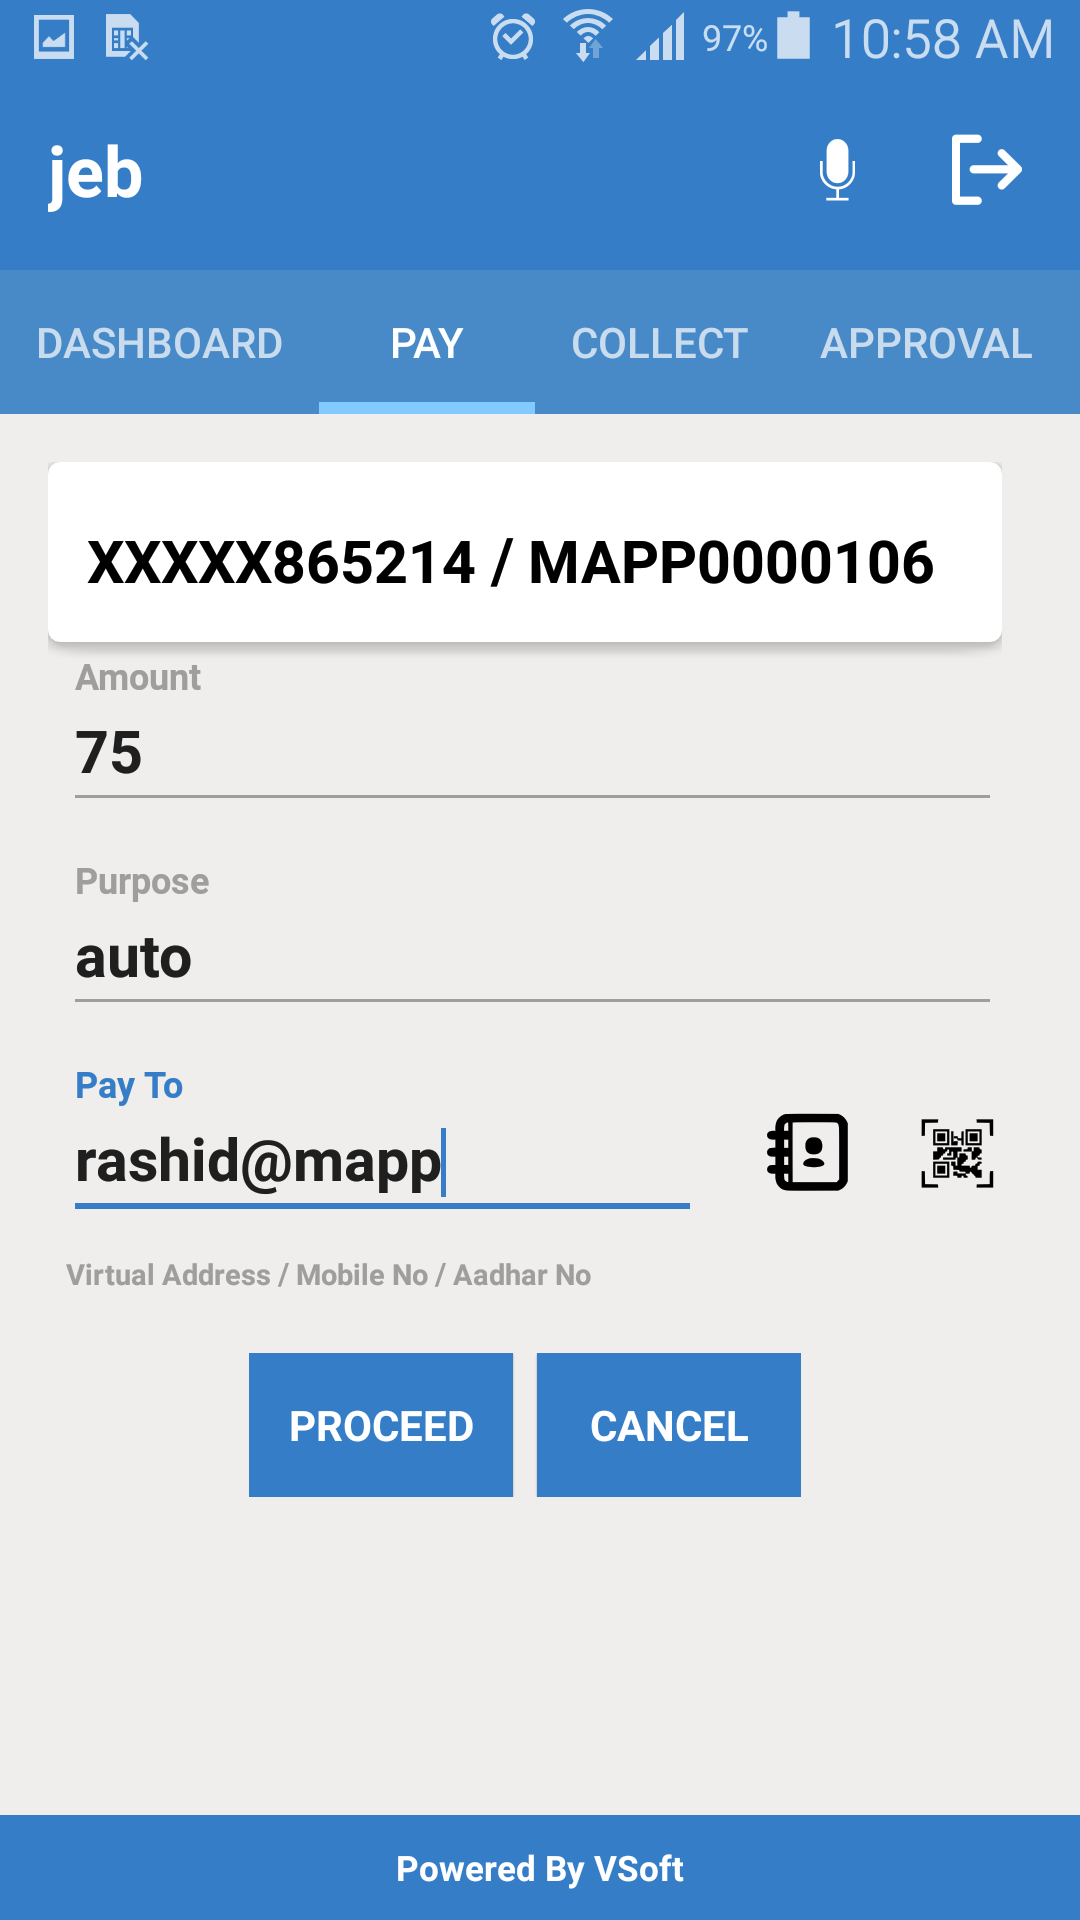 97% 10:58 AM
jeb
DASHBOARD PAY COLLECT APPROVAL
XXXXX865214 / MAPP0000106
Amount
75
Purpose
auto
Pay To
rashid@mapp
Virtual Address / Mobile No / Aadhar No
PROCEED CANCEL
Powered By VSoft